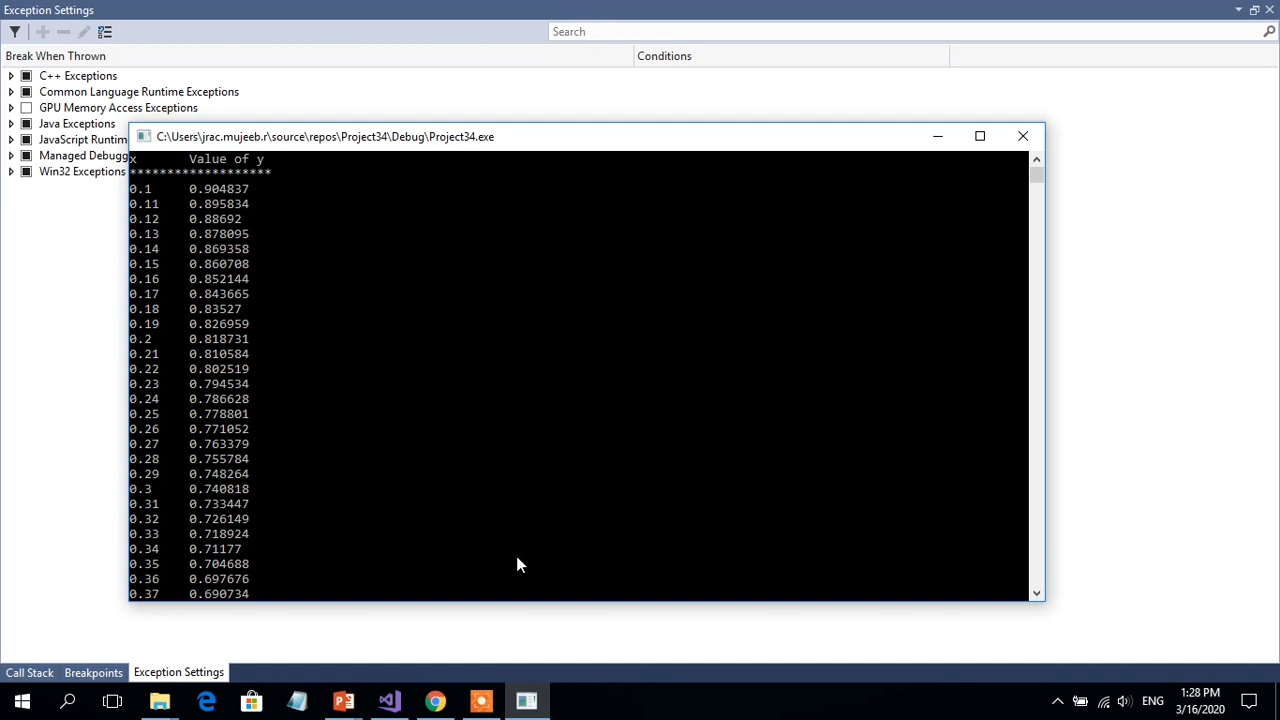 Exception Settings
Search
Break When Thrown Conditions
C++ Exceptions
Common Language Runtime Exceptions
GPU Memory Access Exceptions
Java Exceptions
JavaScript Runtim
Managed Debugg
Win32 Exceptions
C:\Users\jrac.mujeeb.r\source\repos\Project34\Debug\Project34.exe
x Value of y
*******************
0.1 0.904837
0.11 0.895834
0.12 0.88692
0.13 0.878095
0.14 0.869358
0.15 0.860708
0.16 0.852144
0.17 0.843665
0.18 0.83527
0.19 0.826959
0.2 0.818731
0.21 0.810584
0.22 0.802519
0.23 0.794534
0.24 0.786628
0.25 0.778801
0.26 0.771052
0.27 0.763379
0.28 0.755784
0.29 0.748264
0.3 0.740818
0.31 0.733447
0.32 0.726149
0.33 0.718924
0.34 0.71177
0.35 0.704688
0.36 0.697676
0.37 0.690734
Call Stack Breakpoints Exception Settings
ENG
1:28 PM
3/16/2020